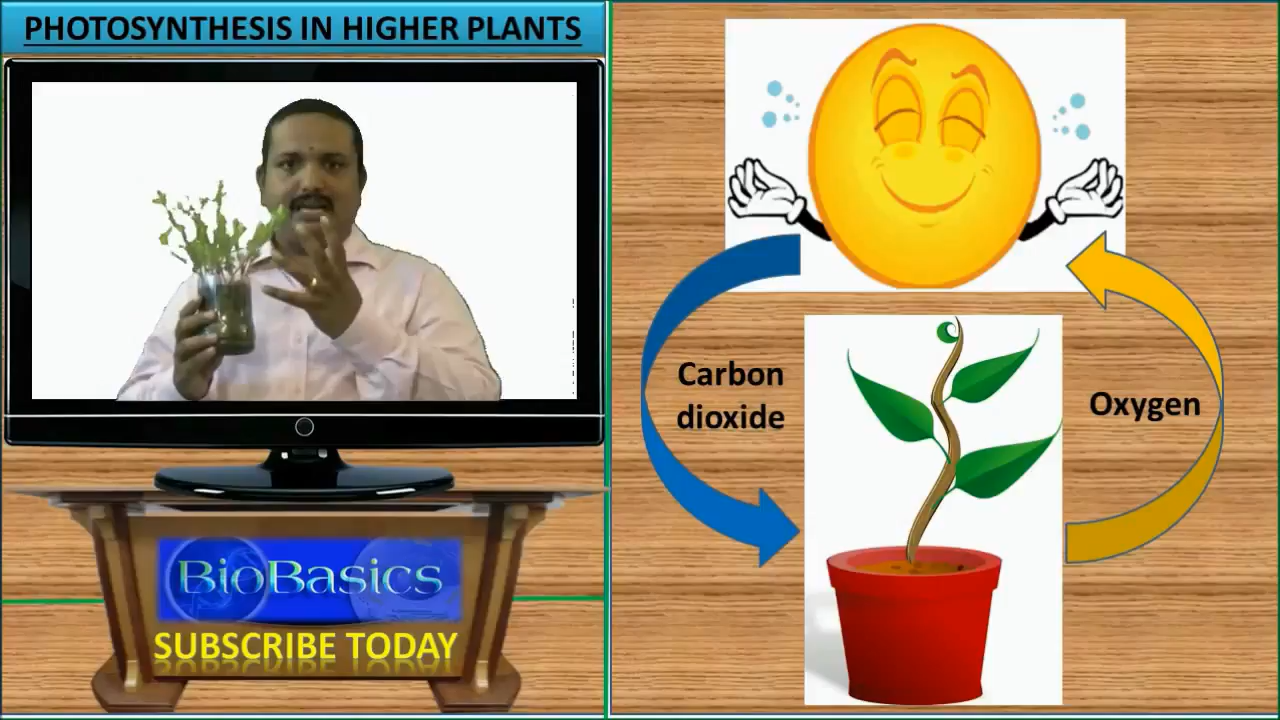 PHOTOSYNTHESIS IN HIGHER PLANTS
BioBasics
SUBSCRIBE TODAY
Carbon
dioxide
Oxygen